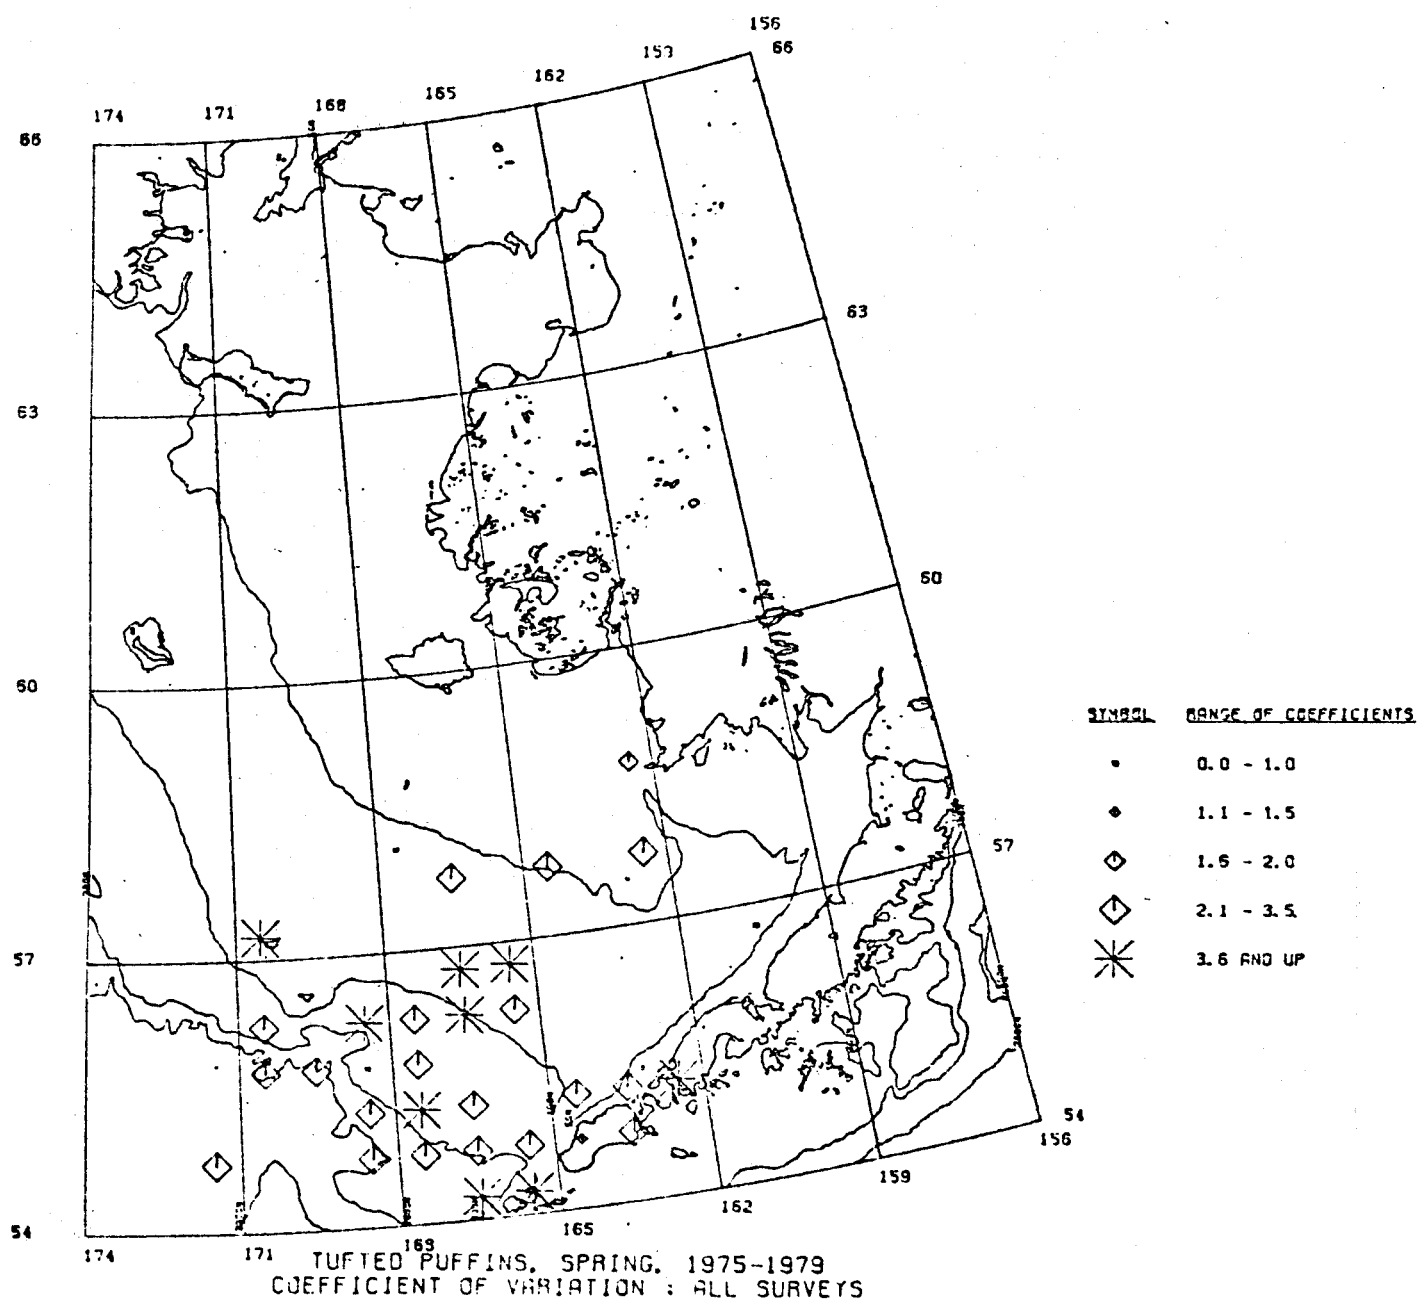 156
153 66
162
165
168
171
174
66
63
63
60
60
57
57
54
54
156
159
162
165
169
171
174
SYMBOL RANGE OF COEFFICIENTS
0.0 - 1.0
1.1 - 1.5
1.6 - 2.0
2.1 - 3.5
3.6 AND UP
TUFTED PUFFINS. SPRING. 1975-1979
COEFFICIENT OF VARIATION : ALL SURVEYS